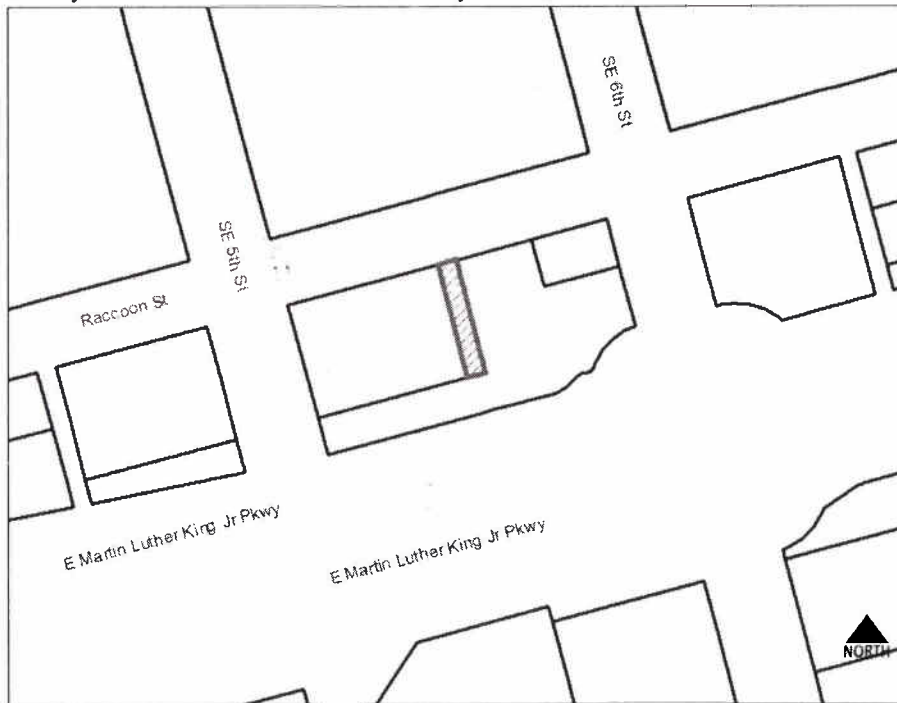 SE 6th St
SE 5th St
Raccoon St
E Martin Luther King Jr Pkwy
E Martin Luther King Jr Pkwy
NORTH